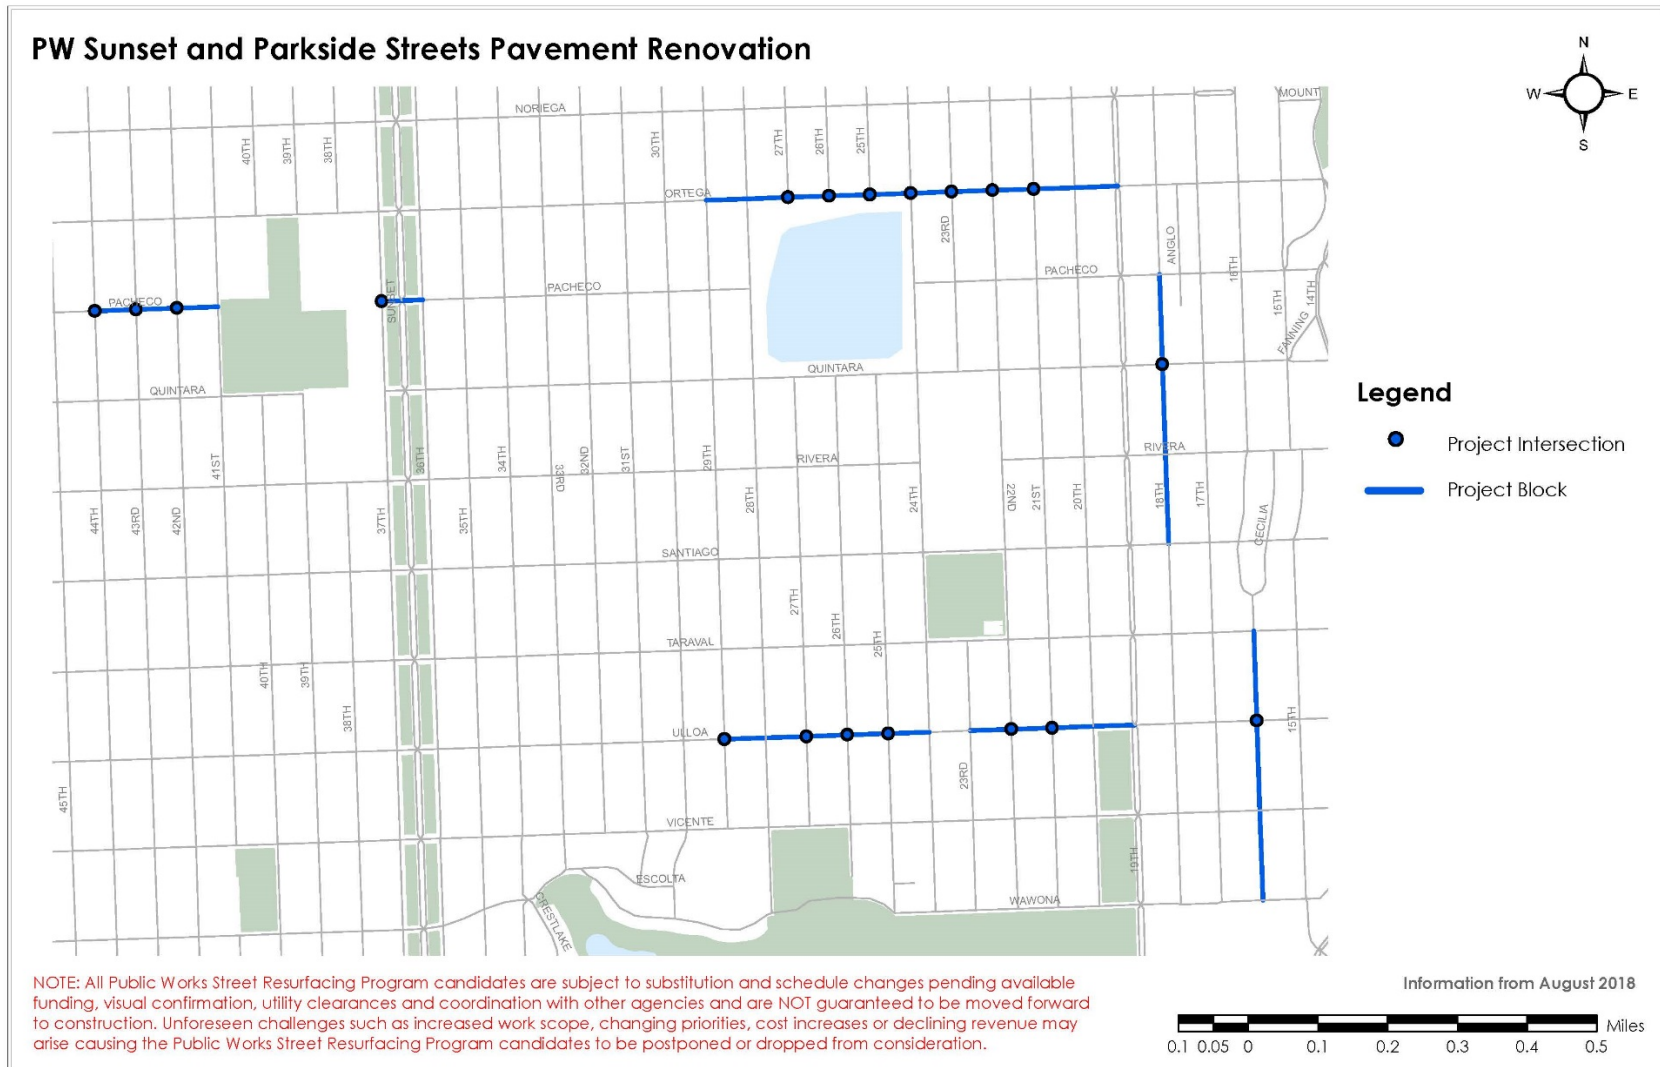 PW Sunset and Parkside Streets Pavement Renovation
N
W E
S
NORIEGA
MOUNT
40TH
39TH
38TH
30TH
27TH
26TH
25TH
ORTEGA
23RD
ANGLO
PACHECO
SUNSET
PACHECO
PACHECO
16TH
15TH
14TH
FANNING
QUINTARA
QUINTARA
Legend
Project Intersection
Project Block
41ST
36TH
34TH
33RD
32ND
31ST
29TH
RIVERA
RIVERA
44TH
43RD
42ND
37TH
35TH
28TH
24TH
22ND
21ST
20TH
18TH
17TH
CECILIA
SANTIAGO
27TH
26TH
25TH
TARAVAL
40TH
39TH
38TH
ULLOA
15TH
45TH
23RD
VICENTE
19TH
ESCOLTA
CRESTLAKE
WAWONA
NOTE: All Public Works Street Resurfacing Program candidates are subject to substitution and schedule changes pending available
funding, visual confirmation, utility clearances and coordination with other agencies and are NOT guaranteed to be moved forward
to construction. Unforeseen challenges such as increased work scope, changing priorities, cost increases or declining revenue may
arise causing the Public Works Street Resurfacing Program candidates to be postponed or dropped from consideration.
Information from August 2018
Miles
0.1 0.05 0 0.1 0.2 0.3 0.4 0.5